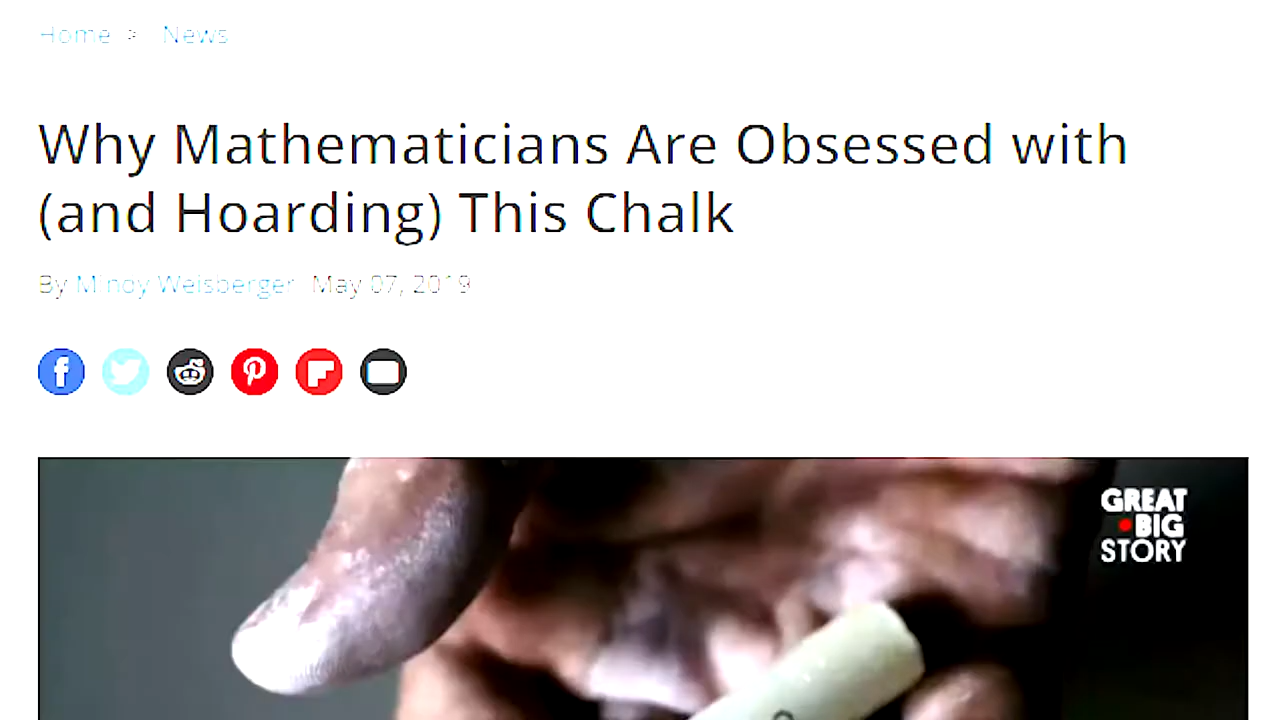 Home > News
Why Mathematicians Are Obsessed with
(and Hoarding) This Chalk
By Mindy Weisberger May 07, 2019
GREAT
BIG
STORY